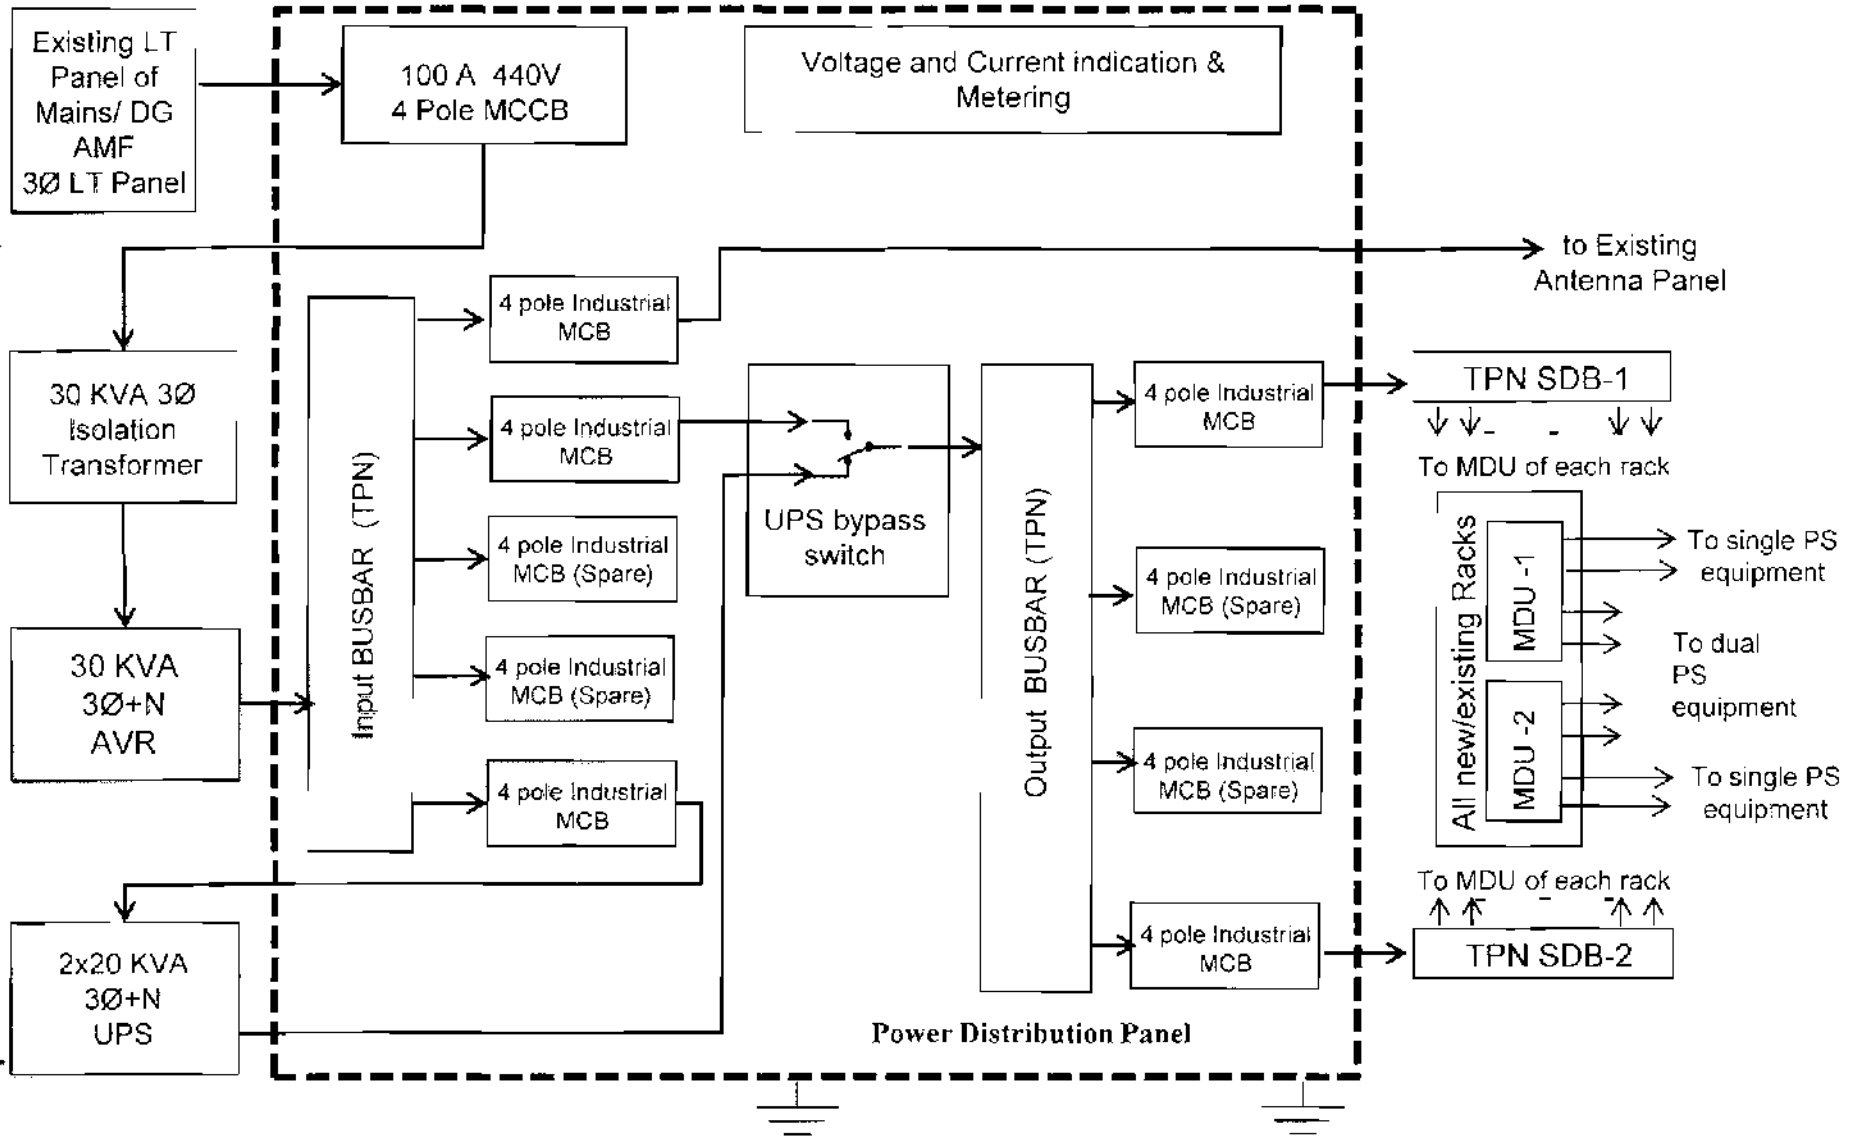 Existing LT
Panel of
Mains/ DG
AMF
3Ø LT Panel
100 A 440V
4 Pole MCCB
Voltage and Current indication &
Metering
to Existing
Antenna Panel
30 KVA 3Ø
Isolation
Transformer
30 KVA
3Ø+N
AVR
2x20 KVA
3Ø+N
UPS
Input BUSBAR (TPN)
4 pole Industrial
MCB
4 pole Industrial
MCB
4 pole Industrial
MCB (Spare)
4 pole Industrial
MCB (Spare)
4 pole Industrial
MCB
UPS bypass
switch
Output BUSBAR (TPN)
4 pole Industrial
MCB
4 pole Industrial
MCB (Spare)
4 pole Industrial
MCB (Spare)
4 pole Industrial
MCB
Power Distribution Panel
TPN SDB-1
To MDU of each rack
All new/existing Racks
MDU -1
MDU -2
To single PS
equipment
To dual
PS
equipment
To single PS
equipment
To MDU of each rack
TPN SDB-2